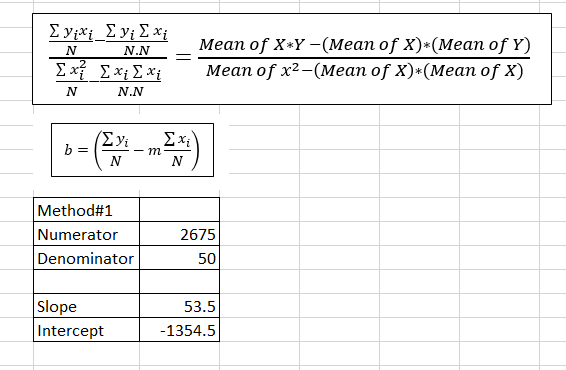 Σ yᵢxᵢ/N − Σ yᵢ Σ xᵢ/N.N / Σ xᵢ²/N − Σ xᵢ Σ xᵢ/N.N = Mean of X*Y −(Mean of X)*(Mean of Y) / Mean of x²−(Mean of X)*(Mean of X)
b = (Σ yᵢ/N − m Σ xᵢ/N)
Method#1
Numerator 2675
Denominator 50
Slope 53.5
Intercept -1354.5